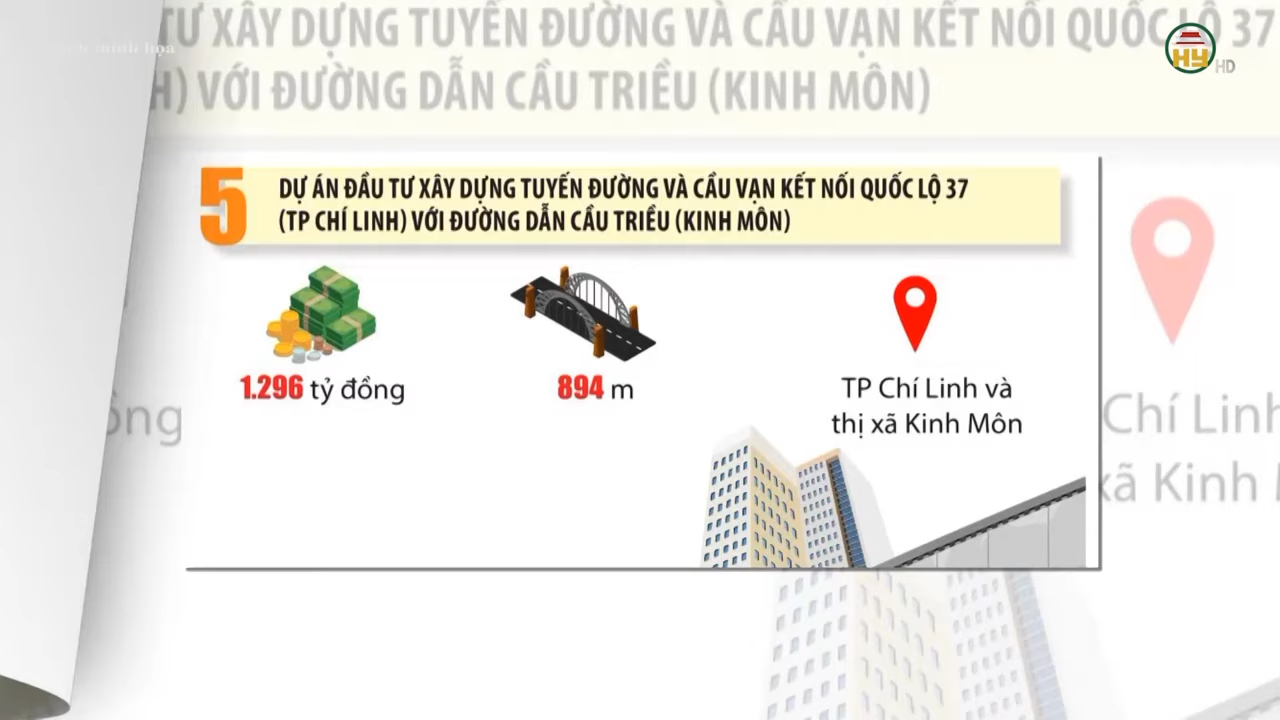 TƯ XÂY DỰNG TUYẾN ĐƯỜNG VÀ CẦU VẠN KẾT NỐI QUỐC LỘ 37
H) VỚI ĐƯỜNG DẪN CẦU TRIỀU (KINH MÔN)
minh họa
HY HD
5
DỰ ÁN ĐẦU TƯ XÂY DỰNG TUYẾN ĐƯỜNG VÀ CẦU VẠN KẾT NỐI QUỐC LỘ 37
(TP CHÍ LINH) VỚI ĐƯỜNG DẪN CẦU TRIỀU (KINH MÔN)
1.296 tỷ đồng
894 m
TP Chí Linh và
thị xã Kinh Môn
ồng
Chí Linh
xã Kinh